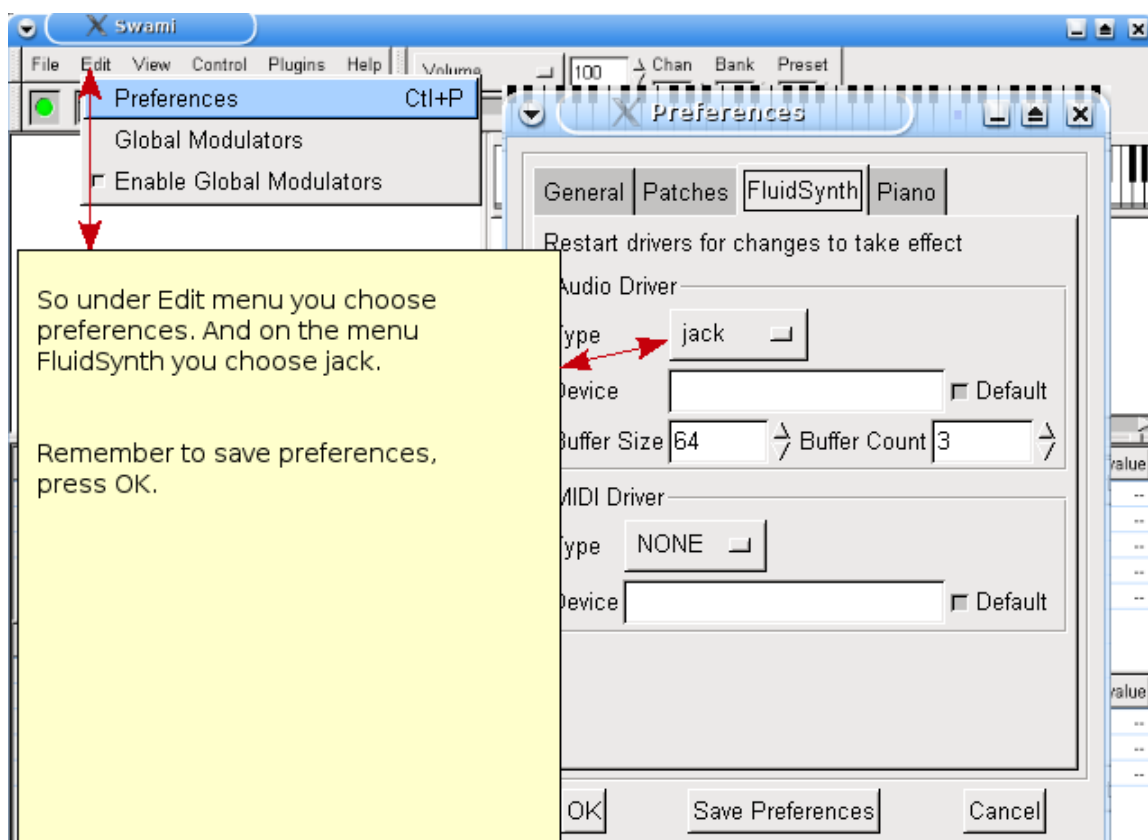 Swami
File Edit View Control Plugins Help
Volume 100 Chan Bank Preset
Preferences Ctl+P
Global Modulators
Enable Global Modulators
Preferences
General Patches FluidSynth Piano
Restart drivers for changes to take effect
Audio Driver
Type jack
Device Default
Buffer Size 64 Buffer Count 3
MIDI Driver
Type NONE
Device Default
OK Save Preferences Cancel
So under Edit menu you choose
preferences. And on the menu
FluidSynth you choose jack.
Remember to save preferences,
press OK.
value
--
--
--
--
--
value
--
--
--